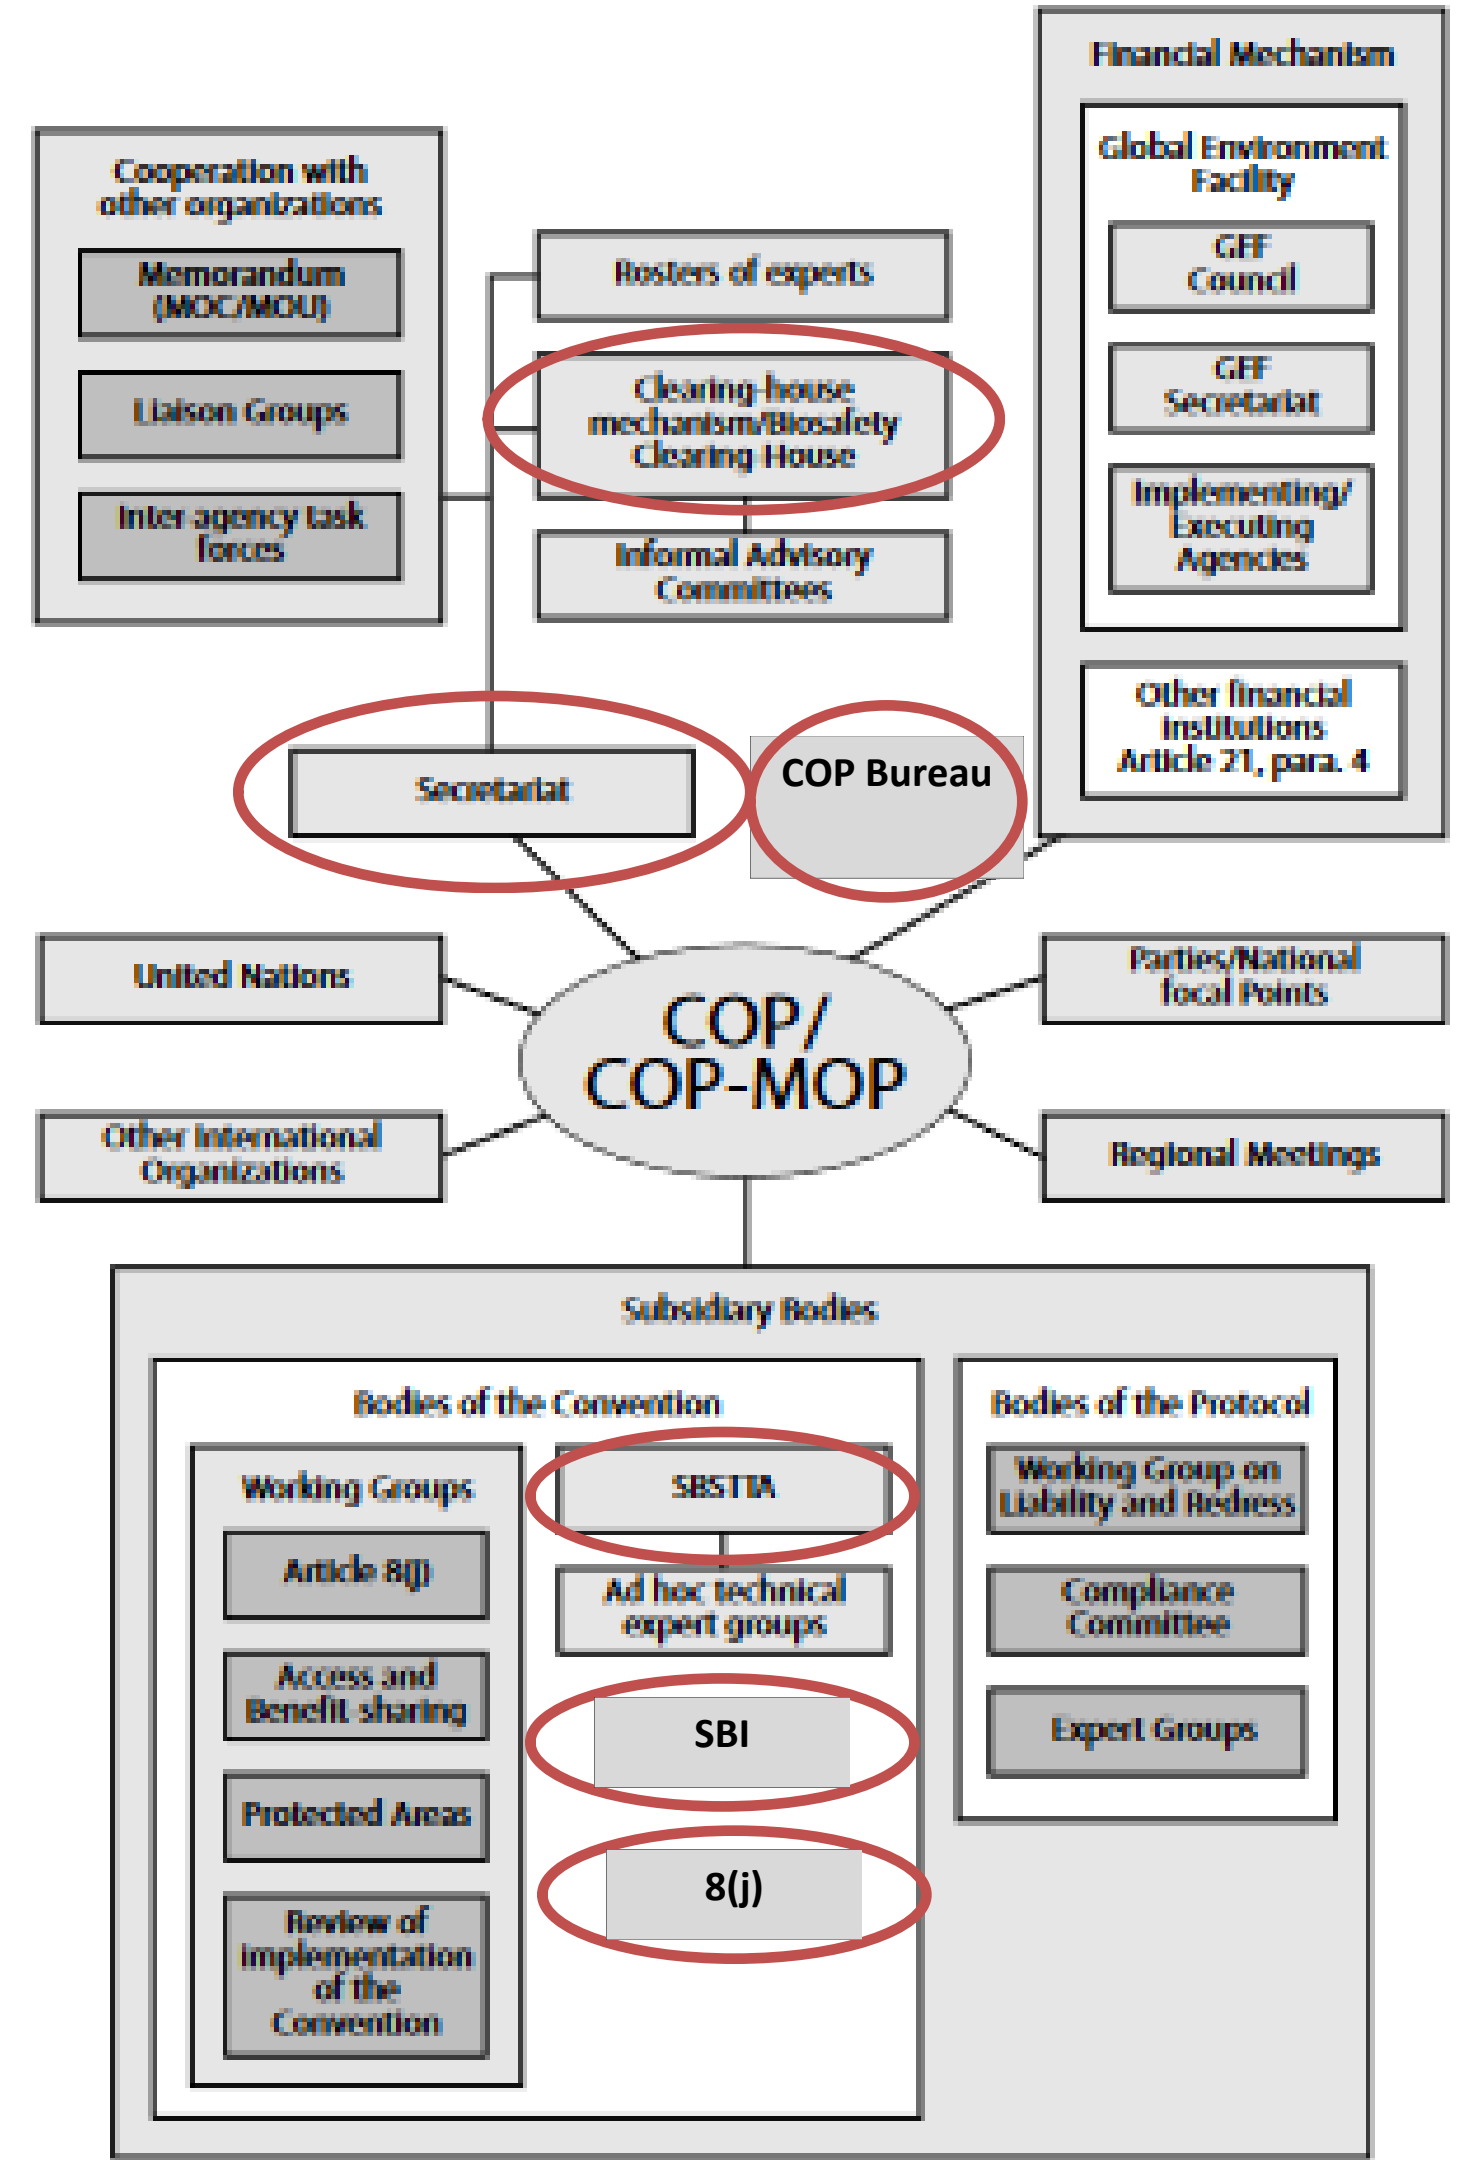 Financial Mechanism
Global Environment
Facility
GEF
Council
GEF
Secretariat
Implementing/
Executing
Agencies
Other financial
institutions
Article 21, para. 4
Cooperation with
other organizations
Memorandum
(MOC/MOU)
Liaison Groups
Inter-agency task
forces
Rosters of experts
Clearing-house
mechanism/Biosafety
Clearing-House
Informal Advisory
Committees
Secretariat
COP Bureau
United Nations
Parties/National
focal Points
COP/
COP-MOP
Other International
Organizations
Regional Meetings
Subsidiary Bodies
Bodies of the Convention
Working Groups
Article 8(j)
Access and
Benefit-sharing
Protected Areas
Review of
implementation
of the
Convention
SBSTTA
Ad hoc technical
expert groups
SBI
8(j)
Bodies of the Protocol
Working Group on
Liability and Redress
Compliance
Committee
Expert Groups